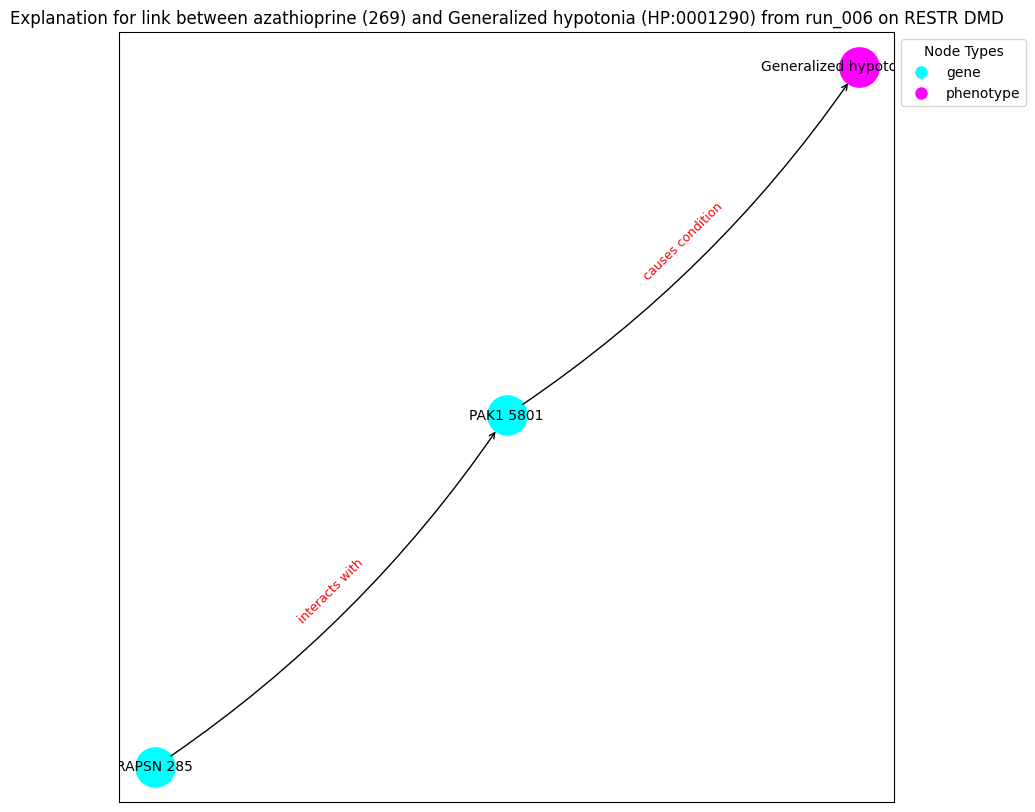 Explanation for link between azathioprine (269) and Generalized hypotonia (HP:0001290) from run_006 on RESTR DMD
Node Types
gene
phenotype
Generalized hypoto
causes condition
PAK1 5801
interacts with
RAPSN 285